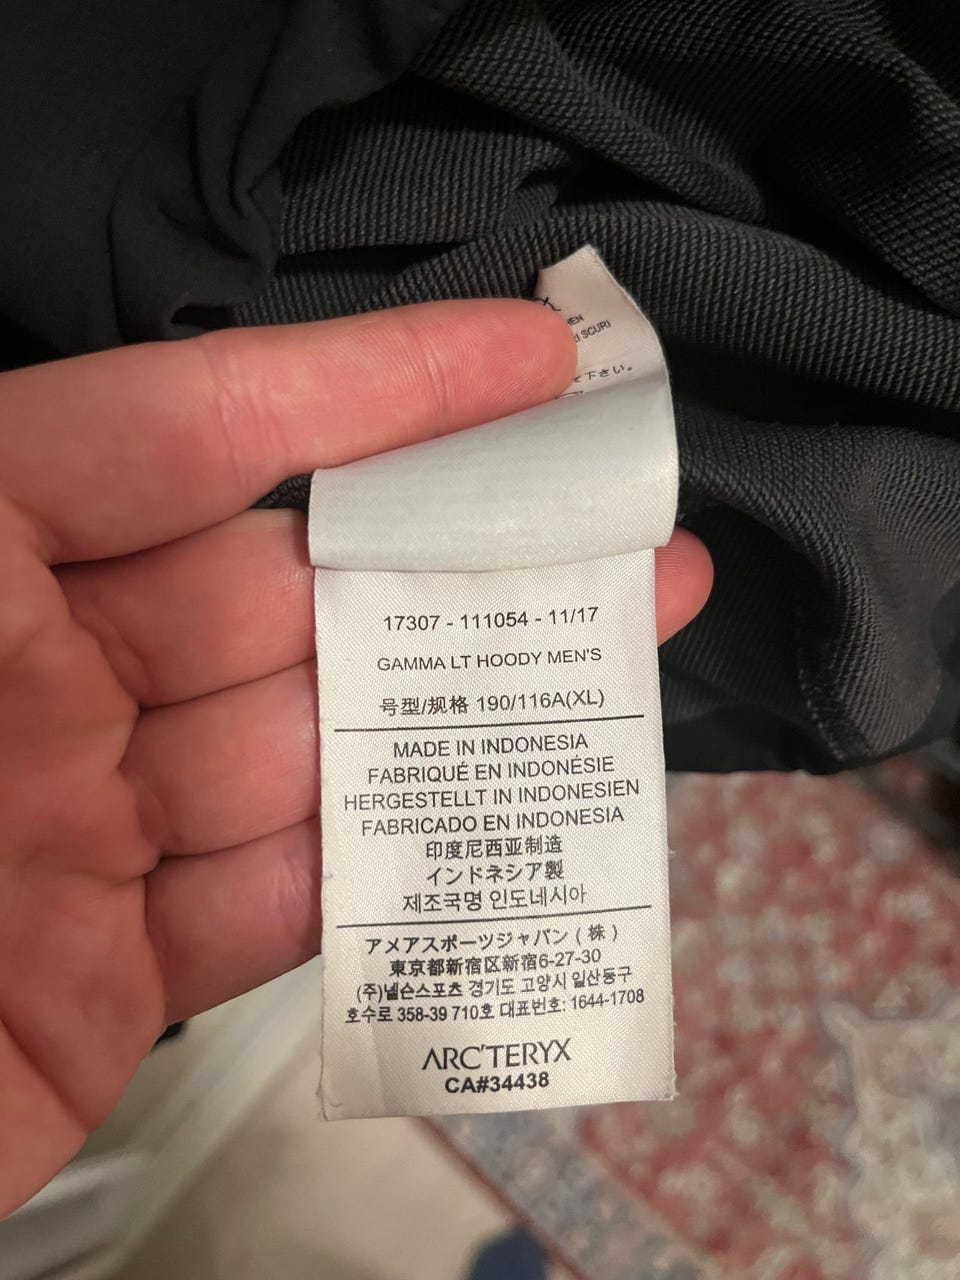 SCURI
下さい。
17307 - 111054 - 11/17
GAMMA LT HOODY MEN'S
号型/规格 190/116A(XL)
MADE IN INDONESIA
FABRIQUÉ EN INDONÉSIE
HERGESTELLT IN INDONESIEN
FABRICADO EN INDONESIA
印度尼西亚制造
インドネシア製
제조국명 인도네시아
アメアスポーツジャパン ( 株 )
東京都新宿区新宿6-27-30
(주)넬슨스포츠 경기도 고양시 일산동구
호수로 358-39 710호 대표번호: 1644-1708
ARC'TERYX
CA#34438